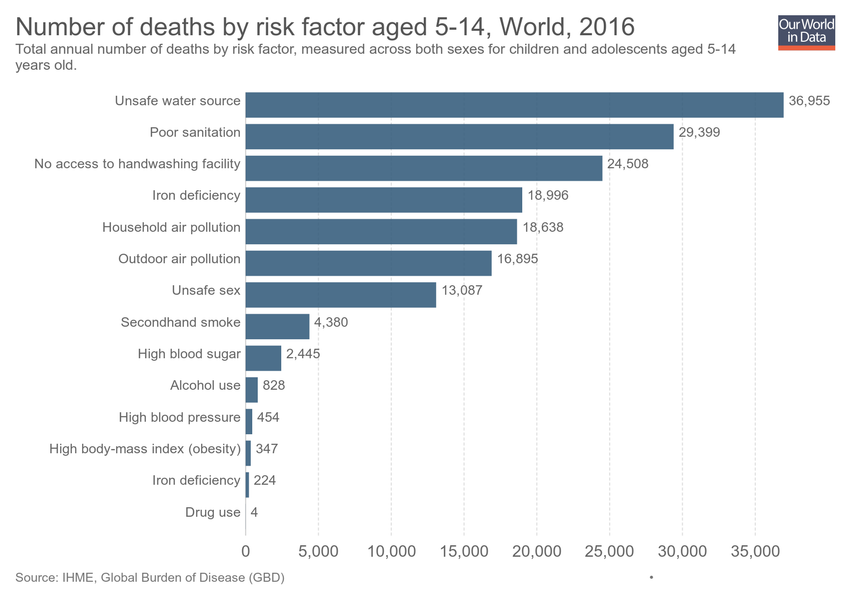 Number of deaths by risk factor aged 5-14, World, 2016
Our World
in Data
Total annual number of deaths by risk factor, measured across both sexes for children and adolescents aged 5-14
years old.
Unsafe water source 36,955
Poor sanitation 29,399
No access to handwashing facility 24,508
Iron deficiency 18,996
Household air pollution 18,638
Outdoor air pollution 16,895
Unsafe sex 13,087
Secondhand smoke 4,380
High blood sugar 2,445
Alcohol use 828
High blood pressure 454
High body-mass index (obesity) 347
Iron deficiency 224
Drug use 4
0 5,000 10,000 15,000 20,000 25,000 30,000 35,000
Source: IHME, Global Burden of Disease (GBD)